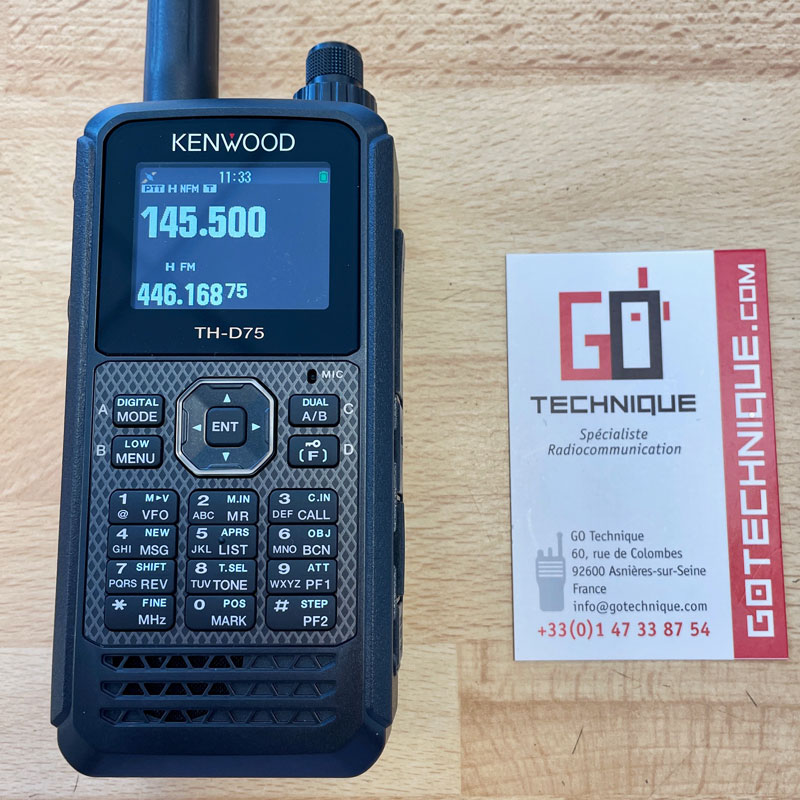 KENWOOD
11:33
PTT H NFM T
145.500
H FM
446.168 75
TH-D75
MIC
A DIGITAL MODE
ENT
DUAL A/B C
B LOW MENU
(F) D
1 M▸V
@ VFO
2 M.IN
ABC MR
3 C.IN
DEF CALL
4 NEW
GHI MSG
5 APRS
JKL LIST
6 OBJ
MNO BCN
7 SHIFT
PQRS REV
8 T.SEL
TUV TONE
9 ATT
WXYZ PF1
* FINE
MHz
0 POS
MARK
# STEP
PF2
GO
TECHNIQUE
Spécialiste
Radiocommunication
GO Technique
60, rue de Colombes
92600 Asnières-sur-Seine
France
info@gotechnique.com
+33(0)1 47 33 87 54
GOTECHNIQUE.COM